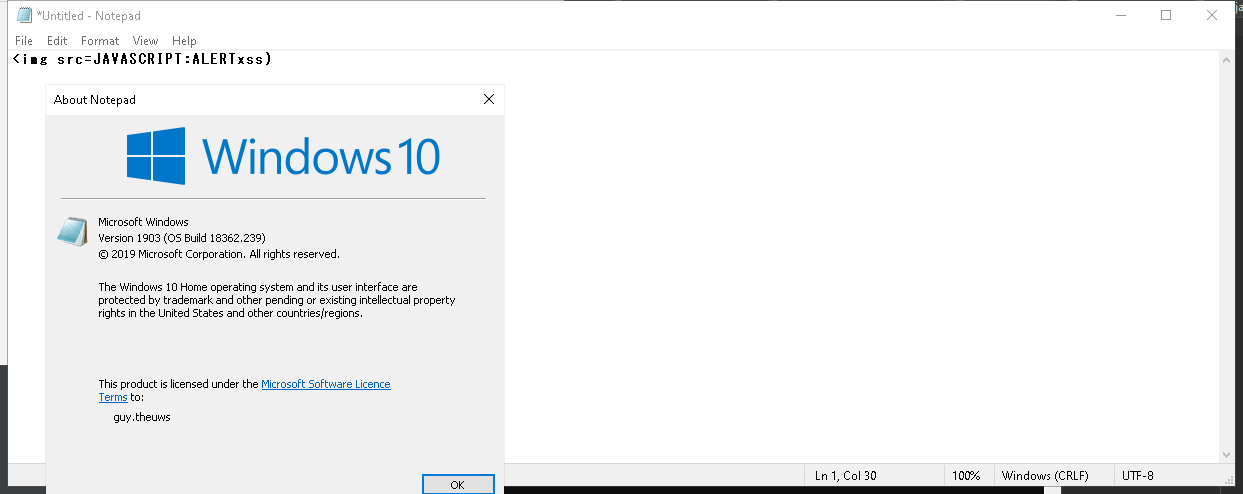 *Untitled - Notepad
File Edit Format View Help
<img src=JAVASCRIPT:ALERTxss)
About Notepad
Windows 10
Microsoft Windows
Version 1903 (OS Build 18362.239)
© 2019 Microsoft Corporation. All rights reserved.
The Windows 10 Home operating system and its user interface are
protected by trademark and other pending or existing intellectual property
rights in the United States and other countries/regions.
This product is licensed under the Microsoft Software Licence
Terms to:
guy.theuws
OK
Ln 1, Col 30 100% Windows (CRLF) UTF-8